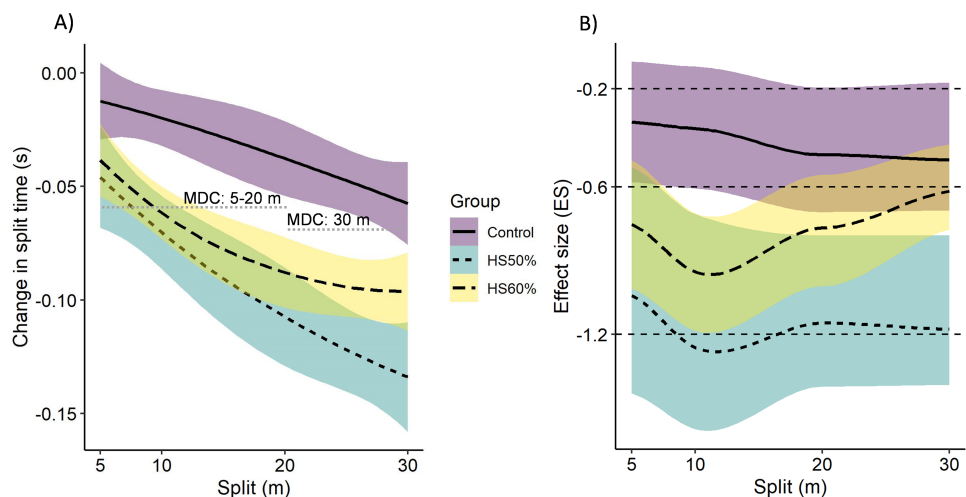 A)
Change in split time (s)
0.00
-0.05
-0.10
-0.15
MDC: 5-20 m
MDC: 30 m
5 10 20 30
Split (m)
Group
Control
HS50%
HS60%
B)
Effect size (ES)
-0.2
-0.6
-1.2
5 10 20 30
Split (m)